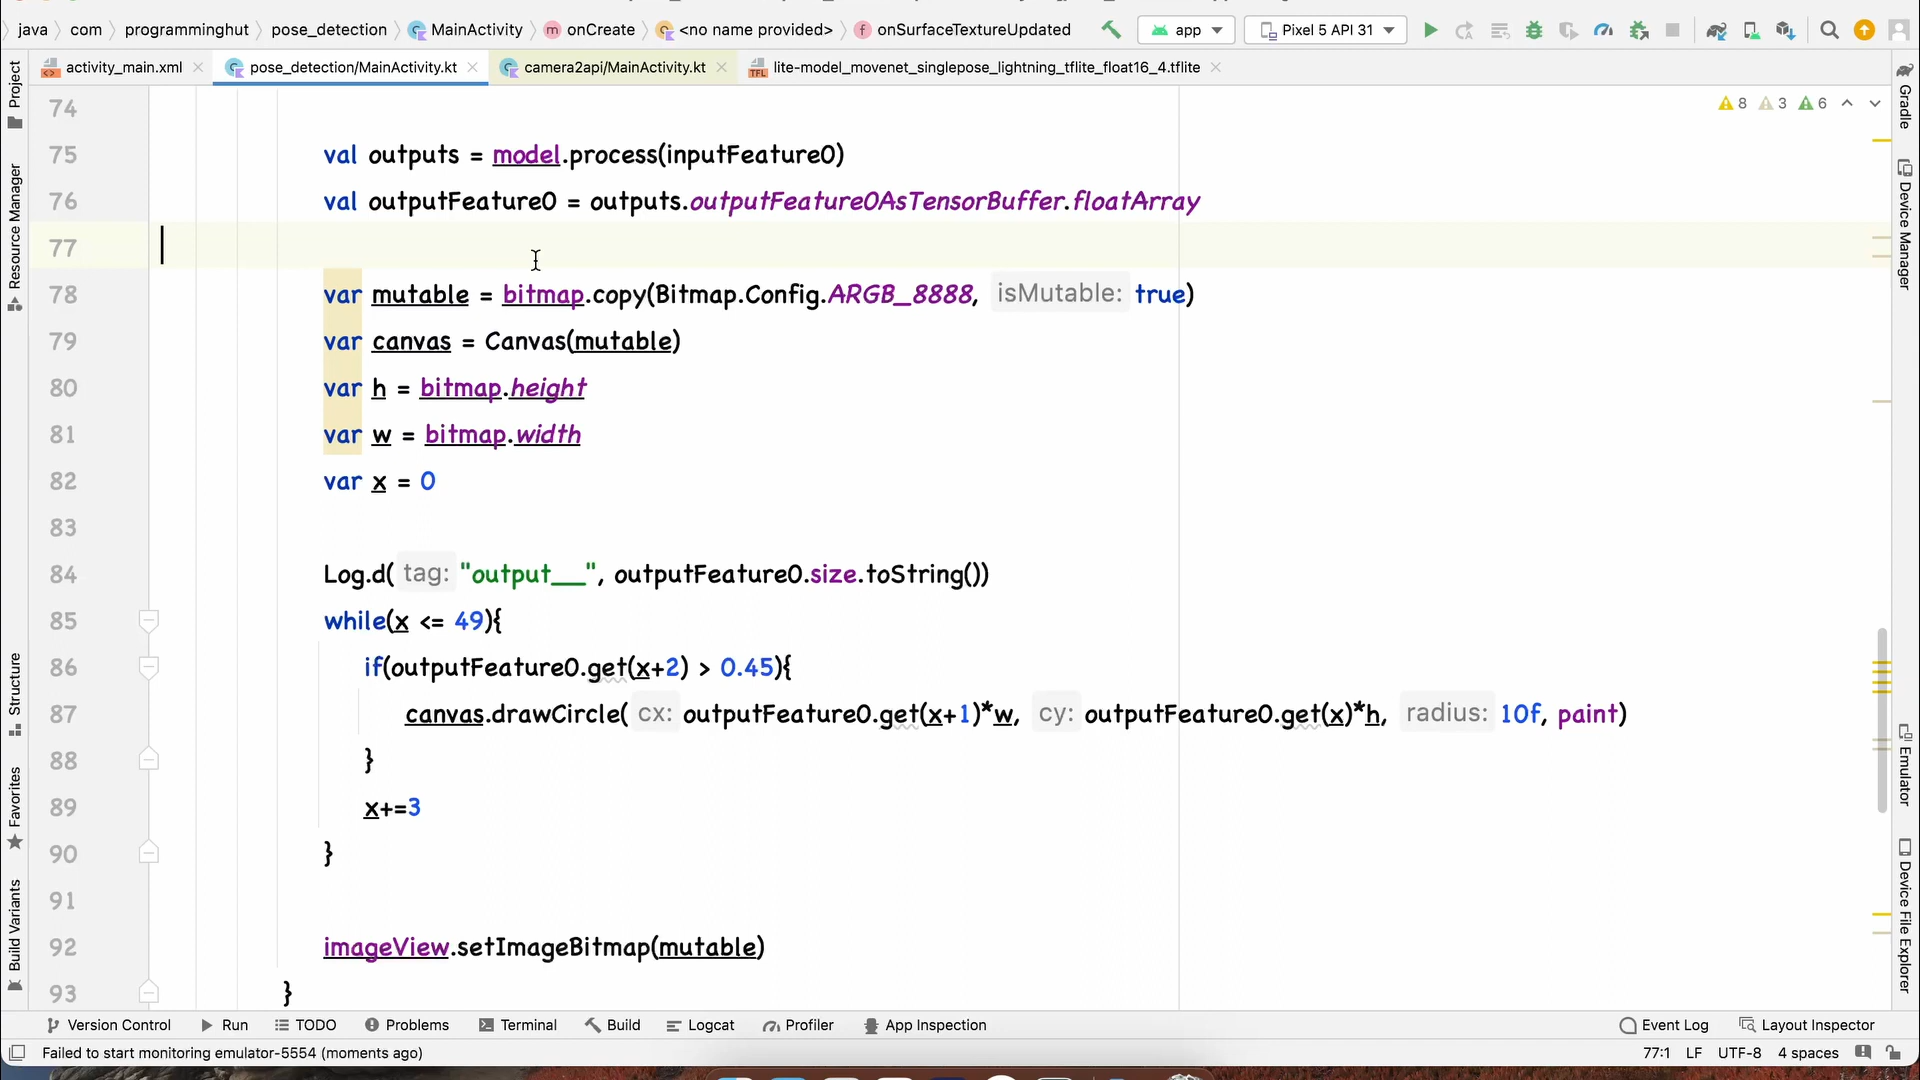 java com programminghut pose_detection MainActivity onCreate <no name provided> onSurfaceTextureUpdated app Pixel 5 API 31
activity_main.xml pose_detection/MainActivity.kt camera2api/MainActivity.kt lite-model_movenet_singlepose_lightning_tflite_float16_4.tflite
8 3 6
74
75 val outputs = model.process(inputFeature0)
76 val outputFeature0 = outputs.outputFeature0AsTensorBuffer.floatArray
77
78 var mutable = bitmap.copy(Bitmap.Config.ARGB_8888, isMutable: true)
79 var canvas = Canvas(mutable)
80 var h = bitmap.height
81 var w = bitmap.width
82 var x = 0
83
84 Log.d( tag: "output__", outputFeature0.size.toString())
85 while(x <= 49){
86 if(outputFeature0.get(x+2) > 0.45){
87 canvas.drawCircle( cx: outputFeature0.get(x+1)*w, cy: outputFeature0.get(x)*h, radius: 10f, paint)
88 }
89 x+=3
90 }
91
92 imageView.setImageBitmap(mutable)
93 }
Project
Resource Manager
Structure
Favorites
Build Variants
Gradle
Device Manager
Emulator
Device File Explorer
Version Control Run TODO Problems Terminal Build Logcat Profiler App Inspection Event Log Layout Inspector
Failed to start monitoring emulator-5554 (moments ago) 77:1 LF UTF-8 4 spaces